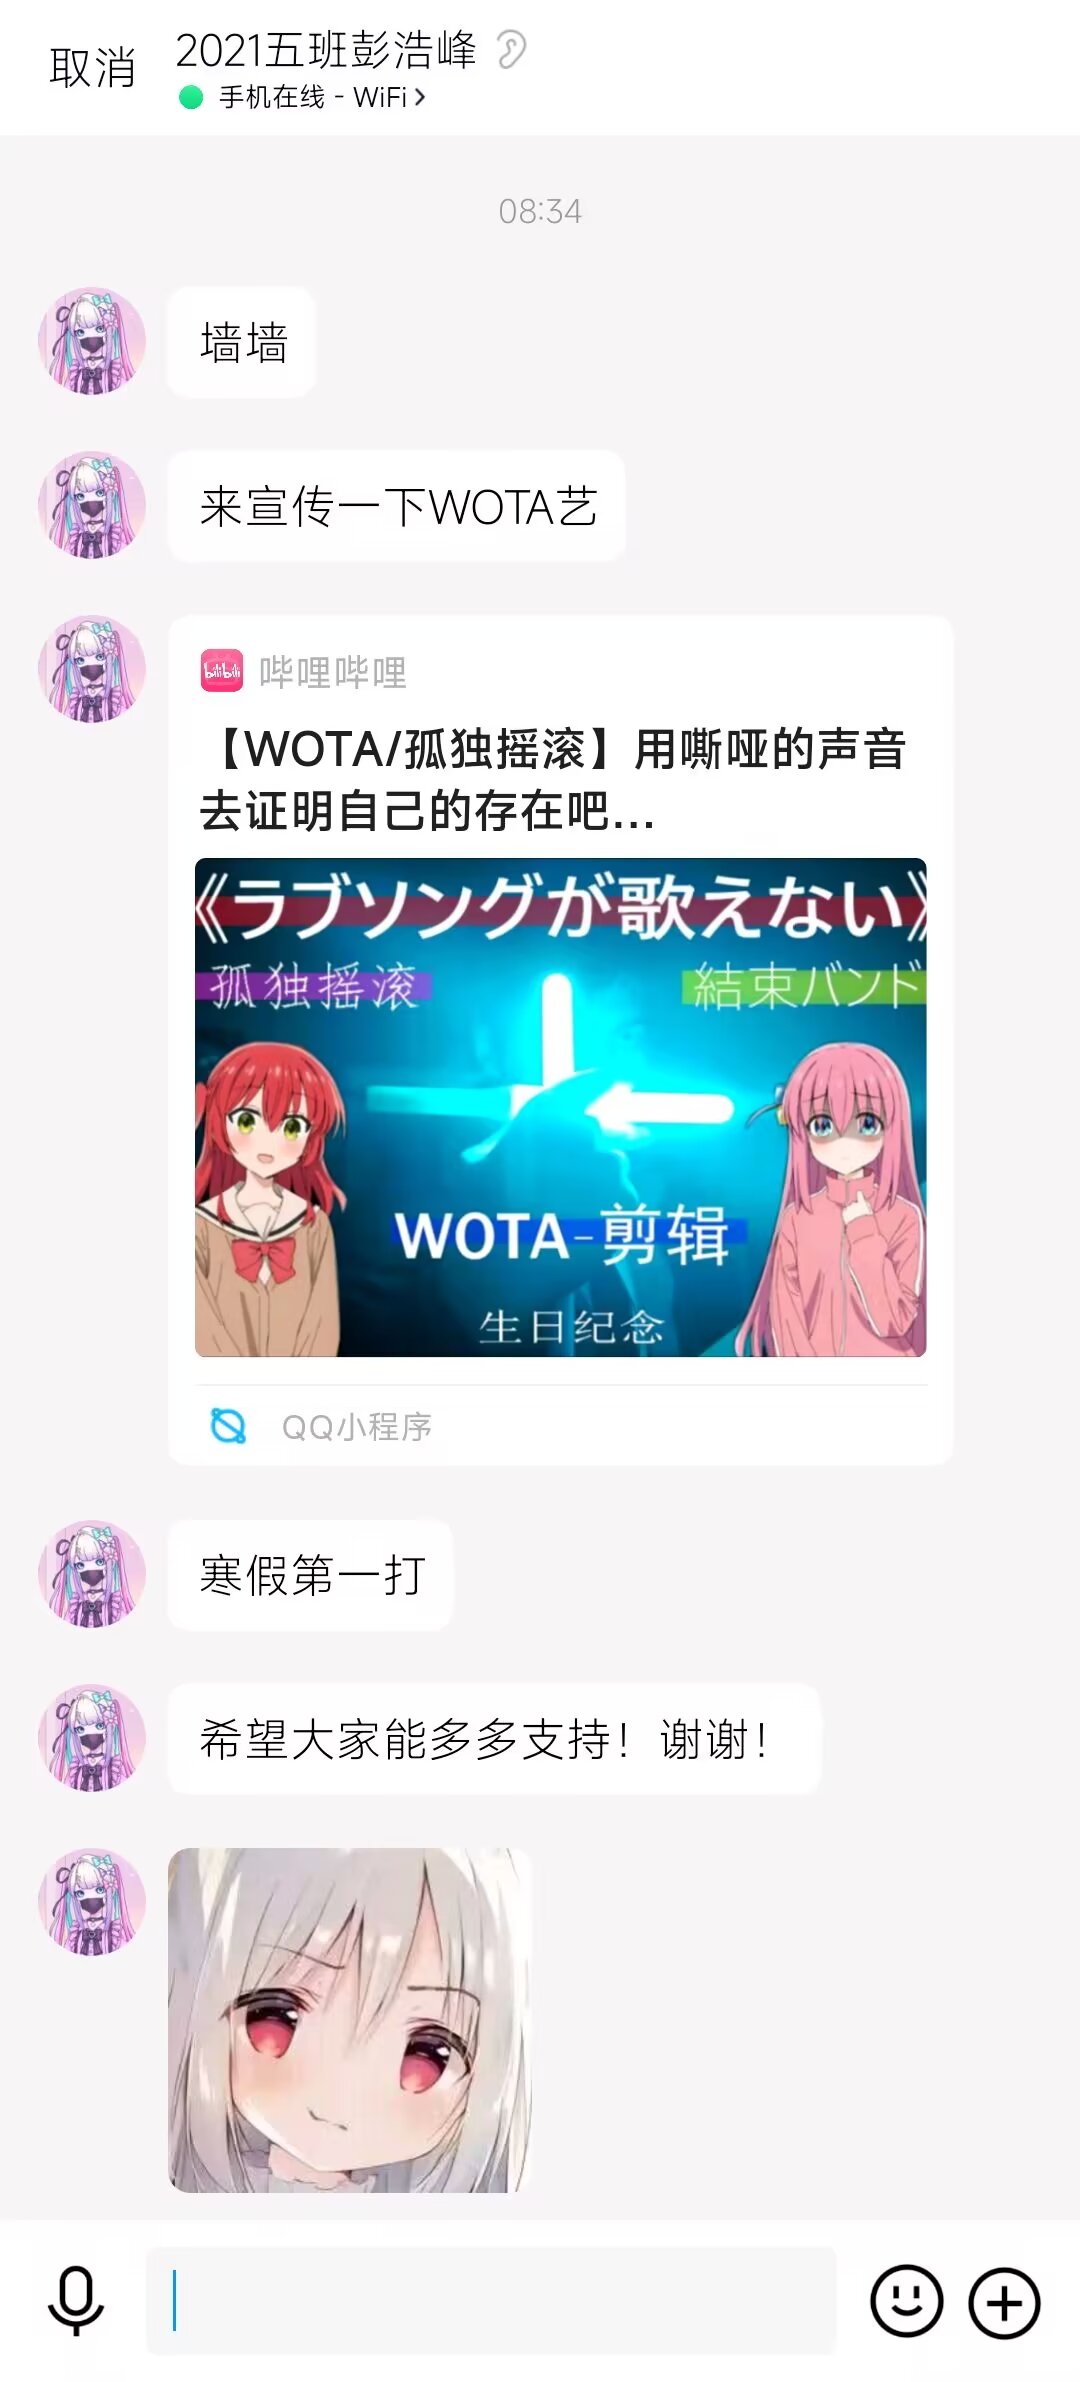 取消
2021五班彭浩峰
手机在线 - WiFi
08:34
墙墙
来宣传一下WOTA艺
bilibili 哔哩哔哩
【WOTA/孤独摇滚】用嘶哑的声音
去证明自己的存在吧...
《ラブソングが歌えない》
孤独摇滚
結束バンド
WOTA-剪辑
生日纪念
QQ小程序
寒假第一打
希望大家能多多支持！谢谢！